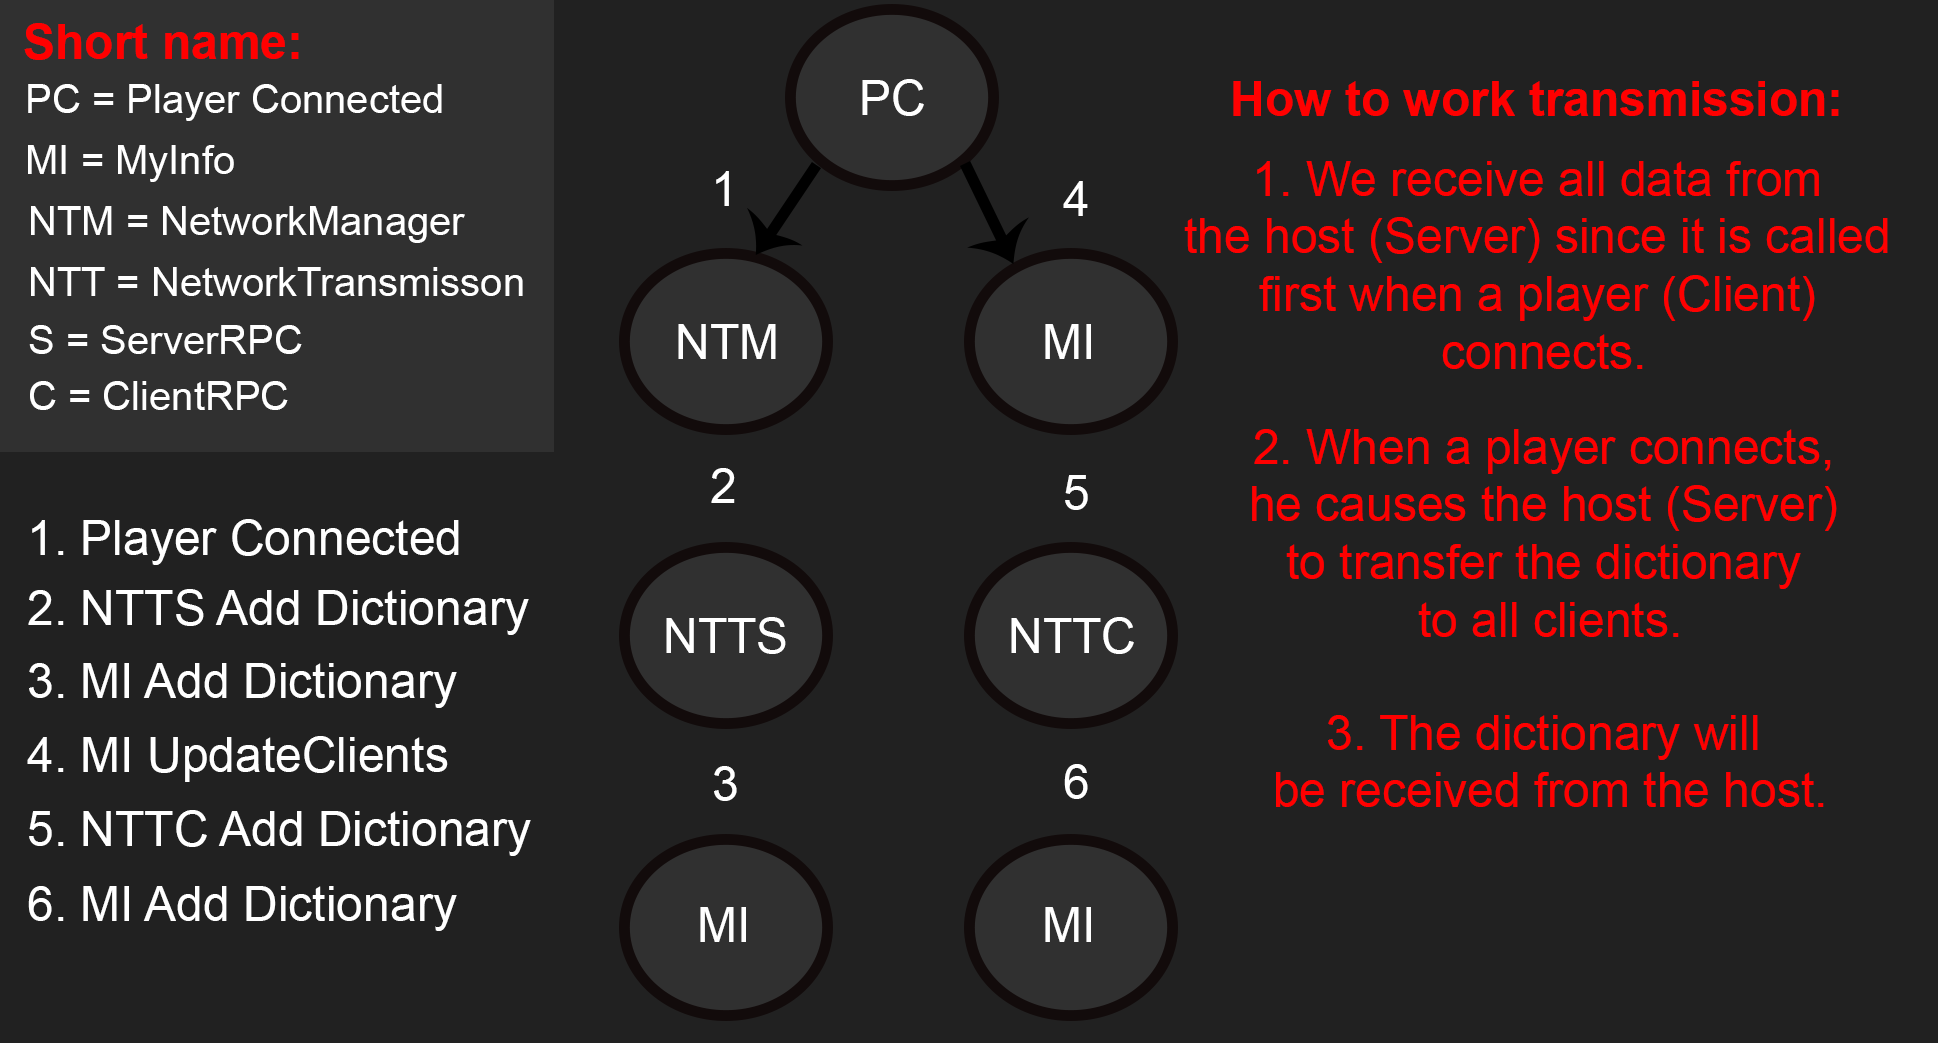 Short name:
PC = Player Connected
MI = MyInfo
NTM = NetworkManager
NTT = NetworkTransmisson
S = ServerRPC
C = ClientRPC
1. Player Connected
2. NTTS Add Dictionary
3. MI Add Dictionary
4. MI UpdateClients
5. NTTC Add Dictionary
6. MI Add Dictionary
PC
1
4
NTM
MI
2
5
NTTS
NTTC
3
6
MI
MI
How to work transmission:
1. We receive all data from
the host (Server) since it is called
first when a player (Client)
connects.
2. When a player connects,
he causes the host (Server)
to transfer the dictionary
to all clients.
3. The dictionary will
be received from the host.